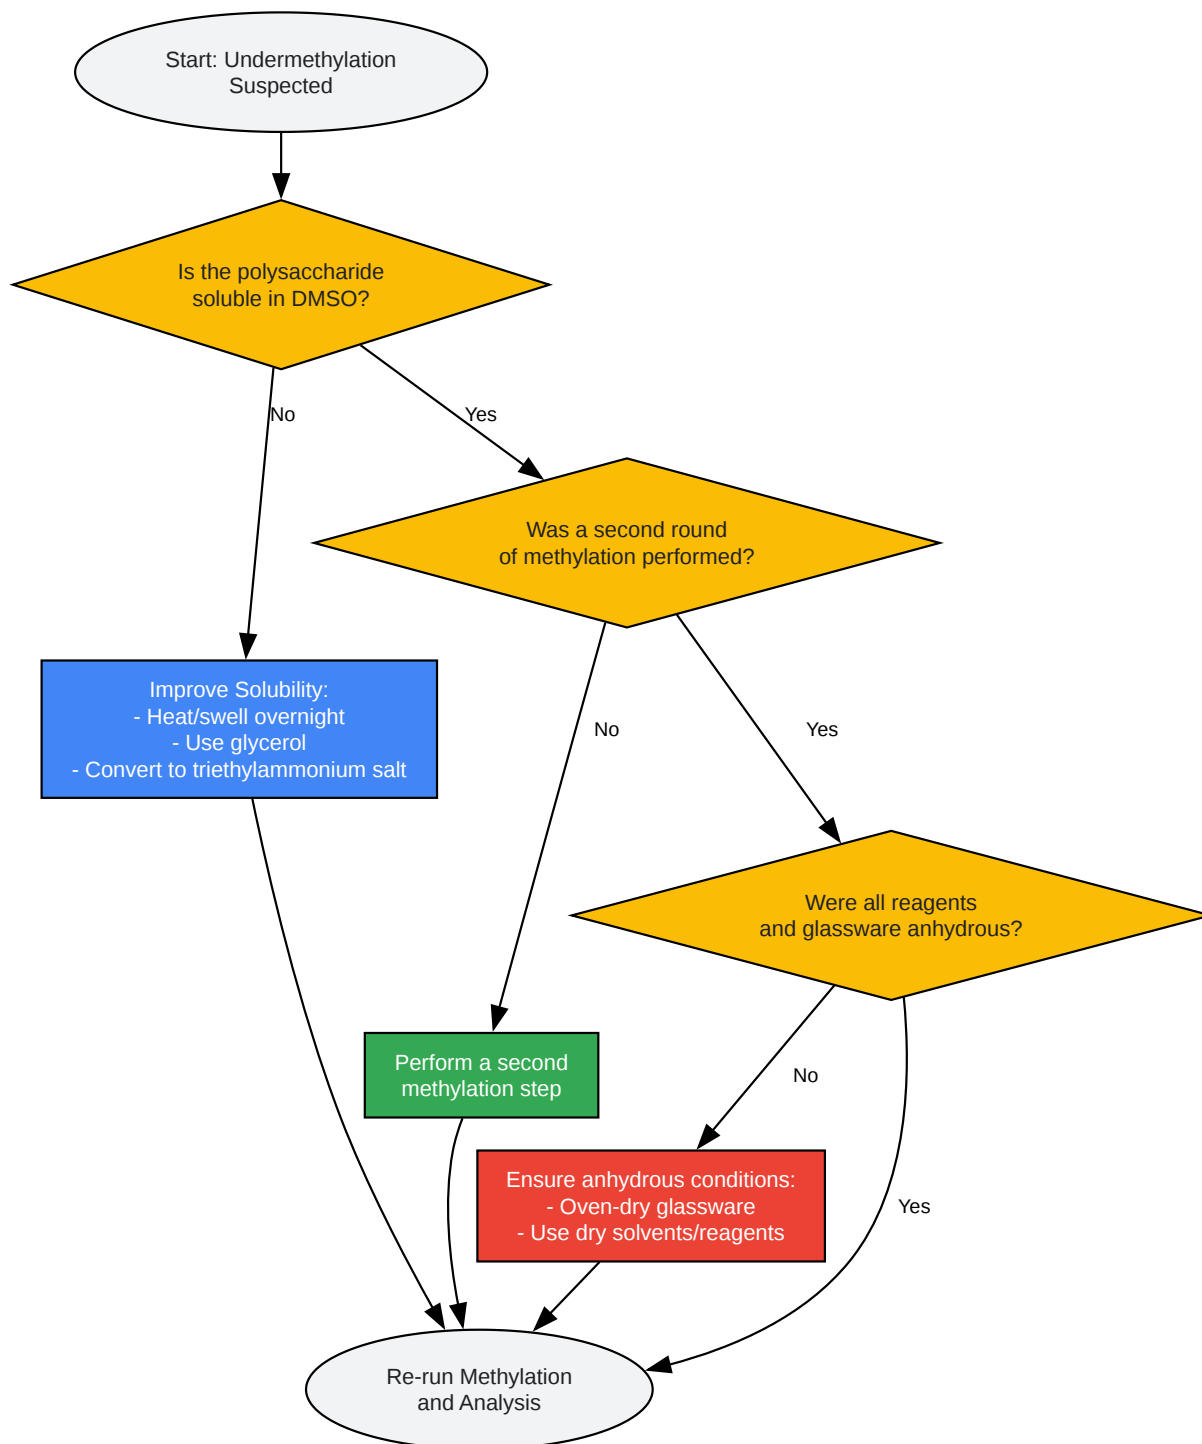 Start: Undermethylation
Suspected
Is the polysaccharide
soluble in DMSO?
No
Yes
Was a second round
of methylation performed?
Improve Solubility:
- Heat/swell overnight
- Use glycerol
- Convert to triethylammonium salt
No
Yes
Were all reagents
and glassware anhydrous?
Perform a second
methylation step
No
Ensure anhydrous conditions:
- Oven-dry glassware
- Use dry solvents/reagents
Yes
Re-run Methylation
and Analysis